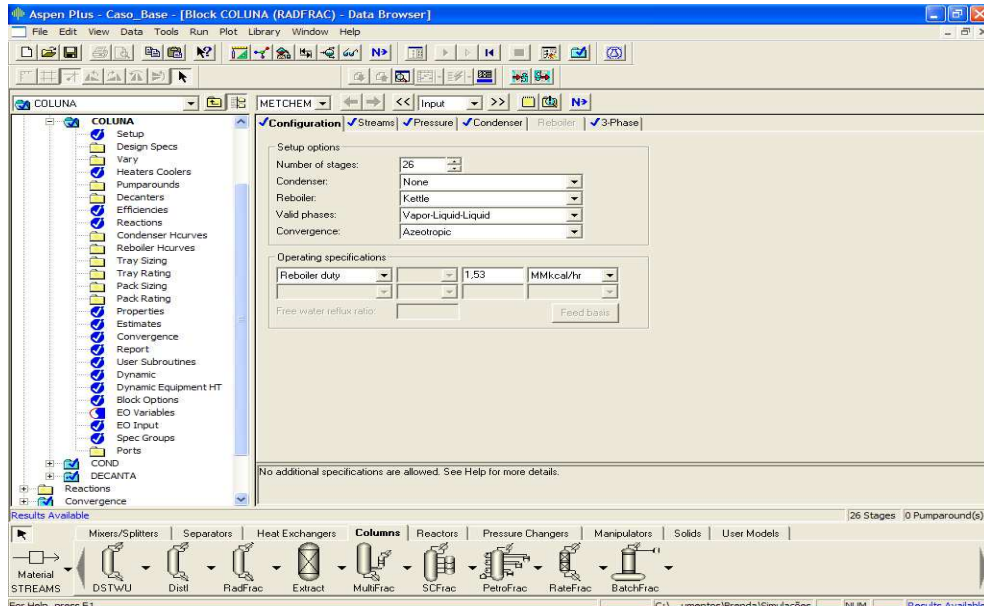 Aspen Plus - Caso_Base - [Block COLUNA (RADFRAC) - Data Browser]
File Edit View Data Tools Run Plot Library Window Help
N>
COLUNA METCHEM << Input >> N>
COLUNA
Setup
Design Specs
Vary
Heaters Coolers
Pumparounds
Decanters
Efficiencies
Reactions
Condenser Hcurves
Reboiler Hcurves
Tray Sizing
Tray Rating
Pack Sizing
Pack Rating
Properties
Estimates
Convergence
Report
User Subroutines
Dynamic
Dynamic Equipment HT
Block Options
EO Variables
EO Input
Spec Groups
Ports
COND
DECANTA
Reactions
Convergence
Configuration Streams Pressure Condenser Reboiler 3-Phase
Setup options
Number of stages: 26
Condenser: None
Reboiler: Kettle
Valid phases: Vapor-Liquid-Liquid
Convergence: Azeotropic
Operating specifications
Reboiler duty 1,53 MMkcal/hr
Free water reflux ratio: Feed basis
No additional specifications are allowed. See Help for more details.
Results Available 26 Stages 0 Pumparound(s)
Mixers/Splitters Separators Heat Exchangers Columns Reactors Pressure Changers Manipulators Solids User Models
Material
STREAMS DSTWU Distl RadFrac Extract MultiFrac SCFrac PetroFrac RateFrac BatchFrac
For Help, press F1 C:\...umentos\Brenda\Simulações NUM Results Available